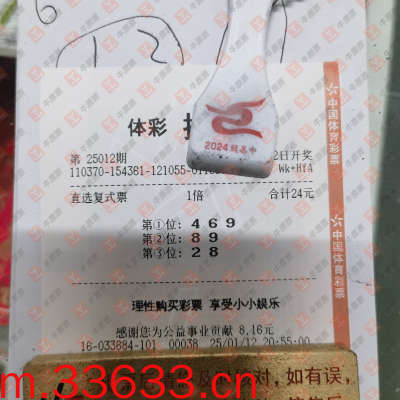 体彩
2024
第 25012期
2日开奖
110370-154361-121055-
Wk+HfA
直选复式票
1倍
合计24元
第①位：4 6 9
第②位：8 9
第③位：2 8
理性购买彩票 享受小小娱乐
感谢您为公益事业贡献 8.16元
16-033684-101 00038 25/01/12 20:55:00
中国体育彩票
中国体育彩票
对，如有误，
m.33633.cn